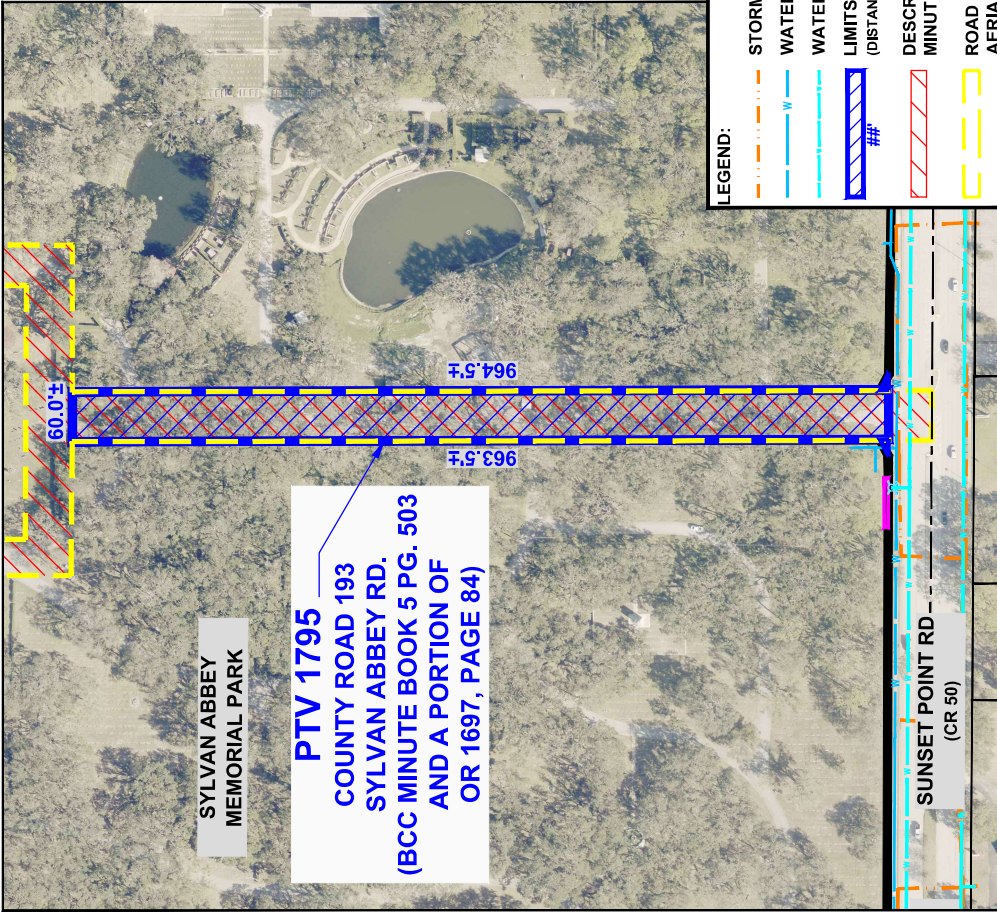 60.0'±
964.5'±
963.5'±
PTV 1795
COUNTY ROAD 193
SYLVAN ABBEY RD.
(BCC MINUTE BOOK 5 PG. 503
AND A PORTION OF
OR 1697, PAGE 84)
SYLVAN ABBEY
MEMORIAL PARK
SUNSET POINT RD
(CR 50)
LEGEND:
STORM
WATER
W
WATE
LIMITS
(DISTAN
##'
DESCR
MINUT
ROAD
AERIA